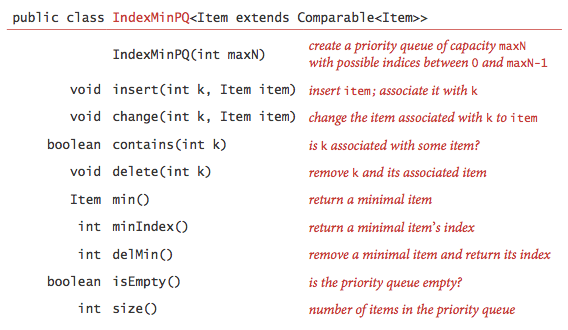 public class IndexMinPQ<Item extends Comparable<Item>>
IndexMinPQ(int maxN) create a priority queue of capacity maxN
with possible indices between 0 and maxN-1
void insert(int k, Item item) insert item; associate it with k
void change(int k, Item item) change the item associated with k to item
boolean contains(int k) is k associated with some item?
void delete(int k) remove k and its associated item
Item min() return a minimal item
int minIndex() return a minimal item's index
int delMin() remove a minimal item and return its index
boolean isEmpty() is the priority queue empty?
int size() number of items in the priority queue